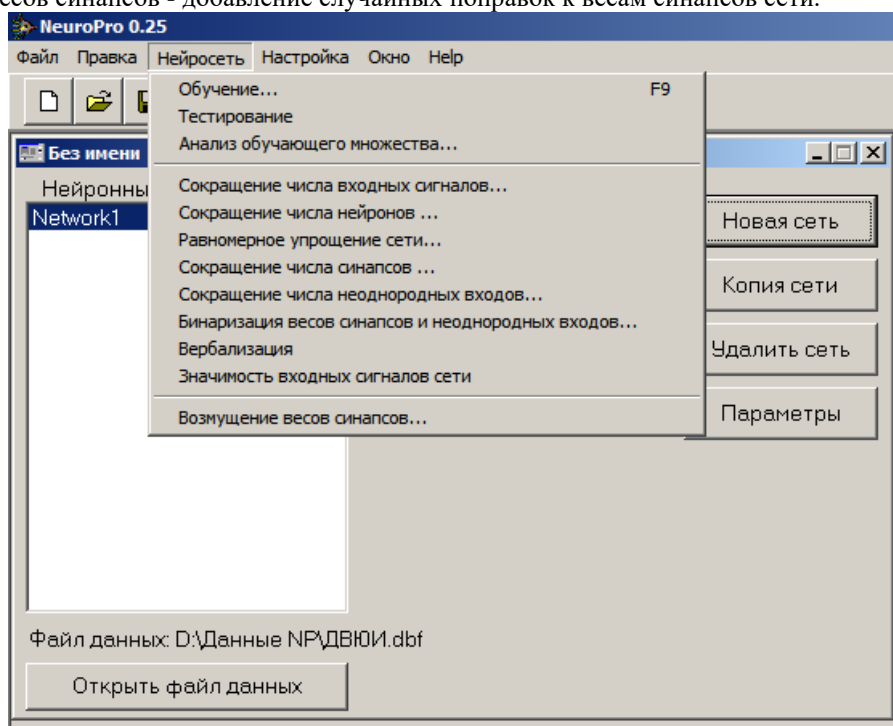 весов синапсов - добавление случайных поправок к весам синапсов сети.
NeuroPro 0.25
Файл Правка Нейросеть Настройка Окно Help
Обучение... F9
Тестирование
Анализ обучающего множества...
Без имени
Нейронны
Network1
Сокращение числа входных сигналов...
Сокращение числа нейронов ...
Равномерное упрощение сети...
Сокращение числа синапсов ...
Сокращение числа неоднородных входов...
Бинаризация весов синапсов и неоднородных входов...
Вербализация
Значимость входных сигналов сети
Возмущение весов синапсов...
Новая сеть
Копия сети
Удалить сеть
Параметры
Файл данных: D:\Данные NP\ДВЮИ.dbf
Открыть файл данных